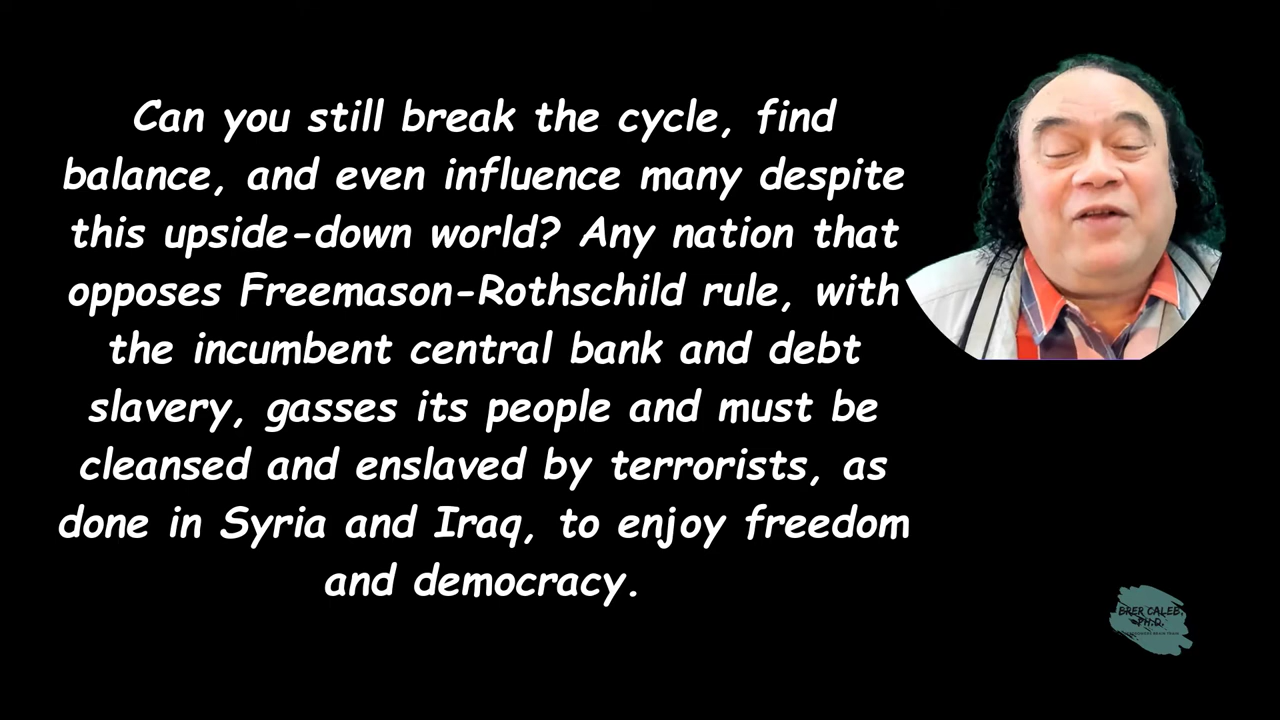 Can you still break the cycle, find
balance, and even influence many despite
this upside-down world? Any nation that
opposes Freemason-Rothschild rule, with
the incumbent central bank and debt
slavery, gasses its people and must be
cleansed and enslaved by terrorists, as
done in Syria and Iraq, to enjoy freedom
and democracy.
BRER CALEB,
PH.D.